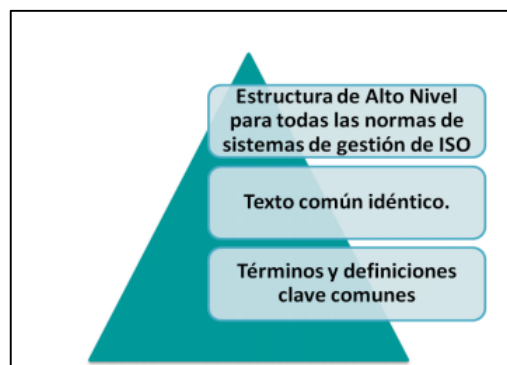 Estructura de Alto Nivel
para todas las normas de
sistemas de gestión de ISO
Texto común idéntico.
Términos y definiciones
clave comunes